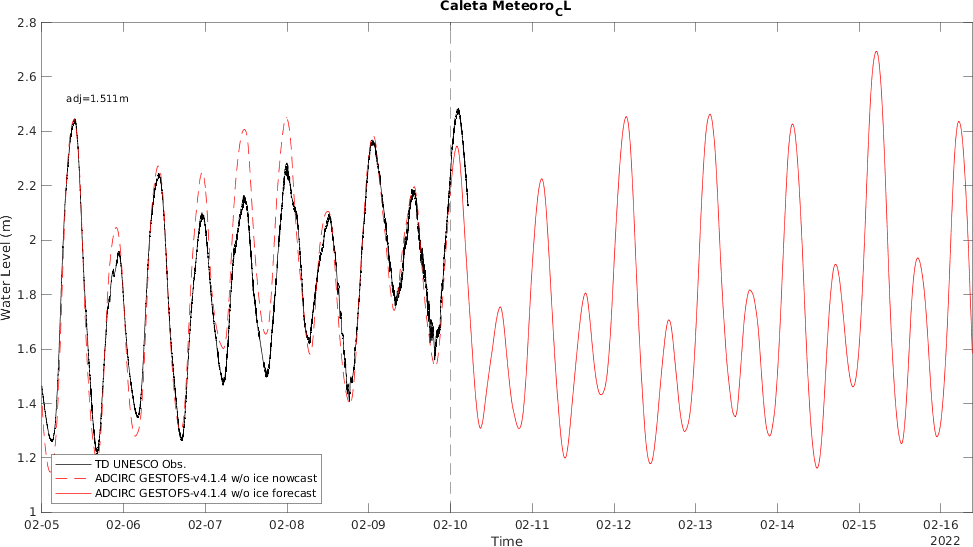 Caleta Meteoro_CL
2.8
2.6
2.4
2.2
2
1.8
1.6
1.4
1.2
1
Water Level (m)
adj=1.511m
TD UNESCO Obs.
ADCIRC GESTOFS-v4.1.4 w/o ice nowcast
ADCIRC GESTOFS-v4.1.4 w/o ice forecast
02-05 02-06 02-07 02-08 02-09 02-10 02-11 02-12 02-13 02-14 02-15 02-16
Time
2022